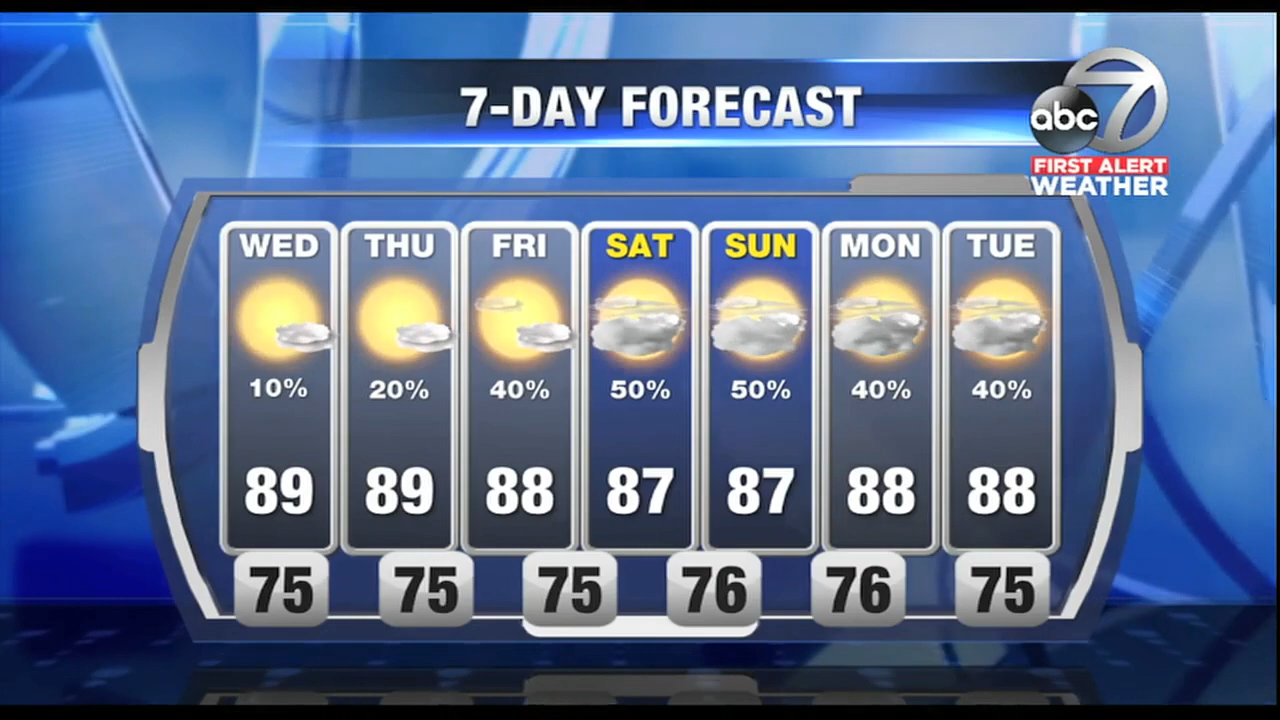 7-DAY FORECAST
abc 7
FIRST ALERT
WEATHER
WED THU FRI SAT SUN MON TUE
10% 20% 40% 50% 50% 40% 40%
89 89 88 87 87 88 88
75 75 75 76 76 75